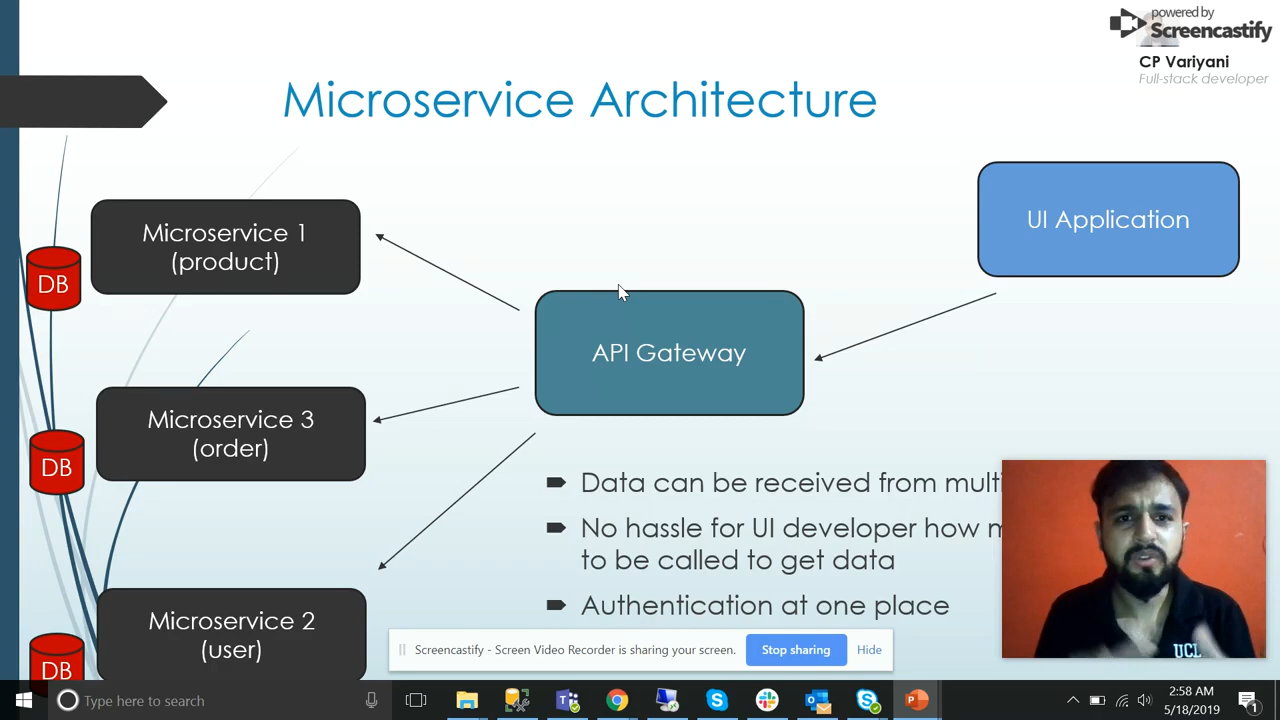 powered by
Screencastify
CP Variyani
Full-stack developer
Microservice Architecture
UI Application
Microservice 1
(product)
DB
API Gateway
Microservice 3
(order)
DB
Data can be received from
No hassle for UI developer how
to be called to get data
Authentication at one place
Microservice 2
(user)
DB
UCL
Screencastify - Screen Video Recorder is sharing your screen.
Stop sharing
Hide
Type here to search
2:58 AM
5/18/2019
1